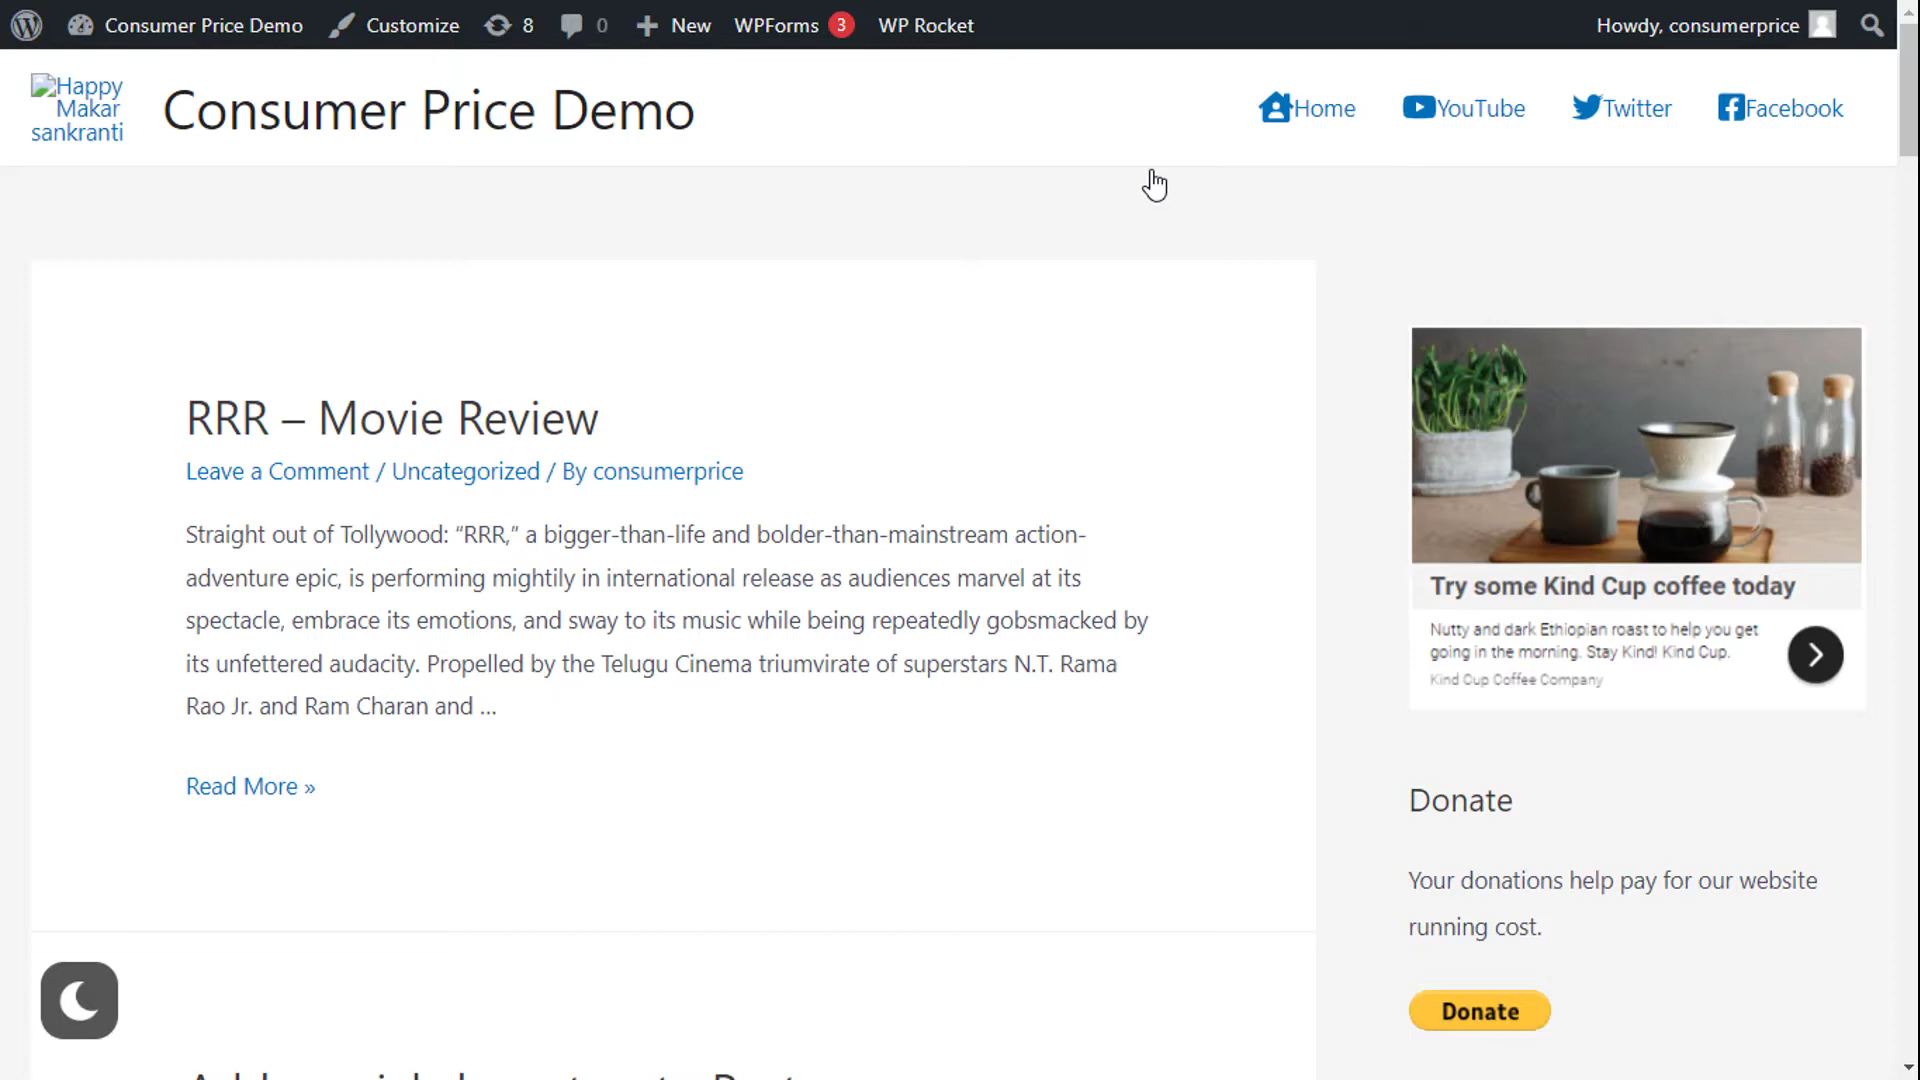 Consumer Price Demo Customize 8 0 New WPForms 3 WP Rocket Howdy, consumerprice
Happy Makar sankranti
Consumer Price Demo
Home YouTube Twitter Facebook
RRR – Movie Review
Leave a Comment / Uncategorized / By consumerprice
Straight out of Tollywood: “RRR,” a bigger-than-life and bolder-than-mainstream action-
adventure epic, is performing mightily in international release as audiences marvel at its
spectacle, embrace its emotions, and sway to its music while being repeatedly gobsmacked by
its unfettered audacity. Propelled by the Telugu Cinema triumvirate of superstars N.T. Rama
Rao Jr. and Ram Charan and …
Read More »
Try some Kind Cup coffee today
Nutty and dark Ethiopian roast to help you get
going in the morning. Stay Kind! Kind Cup.
Kind Cup Coffee Company
Donate
Your donations help pay for our website
running cost.
Donate